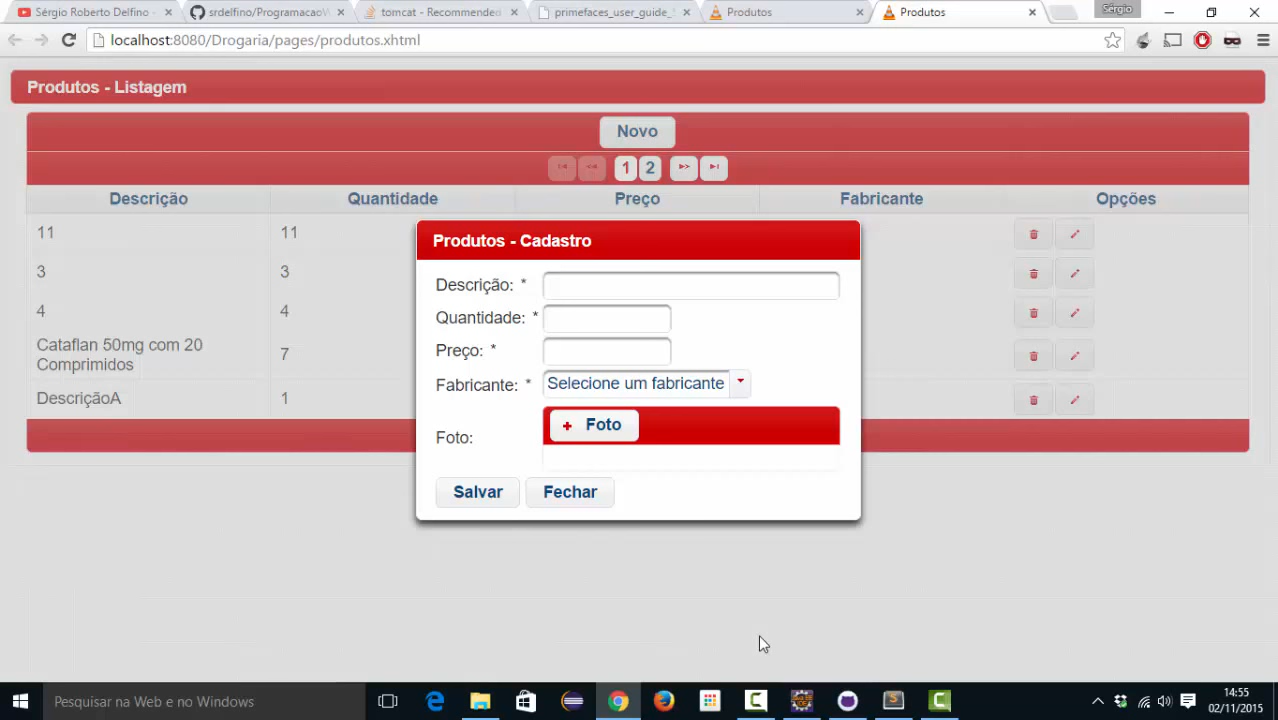 Sérgio Roberto Delfino -
srdelfino/ProgramacaoW
tomcat - Recommended
primefaces_user_guide_5
Produtos
Produtos
Sérgio
localhost:8080/Drogaria/pages/produtos.xhtml
Produtos - Listagem
Novo
1 2
Descrição Quantidade Preço Fabricante Opções
11 11
3 3
4 4
Cataflan 50mg com 20
Comprimidos
7
DescriçãoA 1
Produtos - Cadastro
Descrição: *
Quantidade: *
Preço: *
Fabricante: * Selecione um fabricante
Foto: + Foto
Salvar Fechar
Pesquisar na Web e no Windows
14:55
02/11/2015